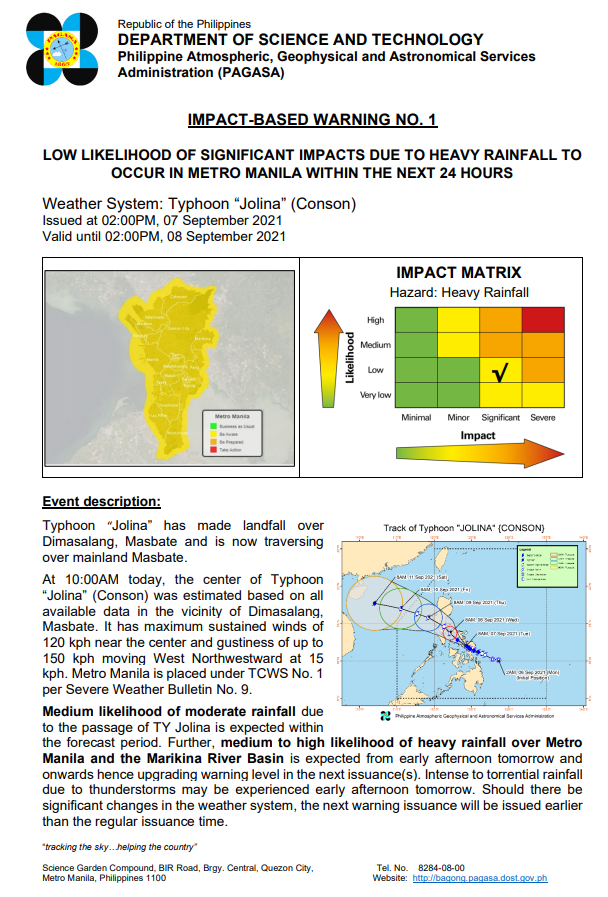 Republic of the Philippines
DEPARTMENT OF SCIENCE AND TECHNOLOGY
Philippine Atmospheric, Geophysical and Astronomical Services
Administration (PAGASA)
PAGASA
1865
IMPACT-BASED WARNING NO. 1
LOW LIKELIHOOD OF SIGNIFICANT IMPACTS DUE TO HEAVY RAINFALL TO
OCCUR IN METRO MANILA WITHIN THE NEXT 24 HOURS
Weather System: Typhoon “Jolina” (Conson)
Issued at 02:00PM, 07 September 2021
Valid until 02:00PM, 08 September 2021
Metro Manila
Business as Usual
Be Aware
Be Prepared
Take Action
IMPACT MATRIX
Hazard: Heavy Rainfall
Likelihood
High
Medium
Low
√
Very low
Minimal
Minor
Significant
Severe
Impact
Event description:
Typhoon “Jolina” has made landfall over
Dimasalang, Masbate and is now traversing
over mainland Masbate.
At 10:00AM today, the center of Typhoon
“Jolina” (Conson) was estimated based on all
available data in the vicinity of Dimasalang,
Masbate. It has maximum sustained winds of
120 kph near the center and gustiness of up to
150 kph moving West Northwestward at 15
kph. Metro Manila is placed under TCWS No. 1
per Severe Weather Bulletin No. 9.
Track of Typhoon "JOLINA" {CONSON}
8AM, 11 Sep 2021 (Sat)
8AM, 10 Sep 2021 (Fri)
8AM, 09 Sep 2021 (Thu)
8AM, 08 Sep 2021 (Wed)
8AM, 07 Sep 2021 (Tue)
2AM, 06 Sep 2021 (Mon)
(Initial Position)
Philippine Atmospheric Geophysical and Astronomical Services Administration
Medium likelihood of moderate rainfall due
to the passage of TY Jolina is expected within
the forecast period. Further, medium to high likelihood of heavy rainfall over Metro
Manila and the Marikina River Basin is expected from early afternoon tomorrow and
onwards hence upgrading warning level in the next issuance(s). Intense to torrential rainfall
due to thunderstorms may be experienced early afternoon tomorrow. Should there be
significant changes in the weather system, the next warning issuance will be issued earlier
than the regular issuance time.
“tracking the sky…helping the country”
Science Garden Compound, BIR Road, Brgy. Central, Quezon City,
Metro Manila, Philippines 1100
Tel. No. 8284-08-00
Website: http://bagong.pagasa.dost.gov.ph